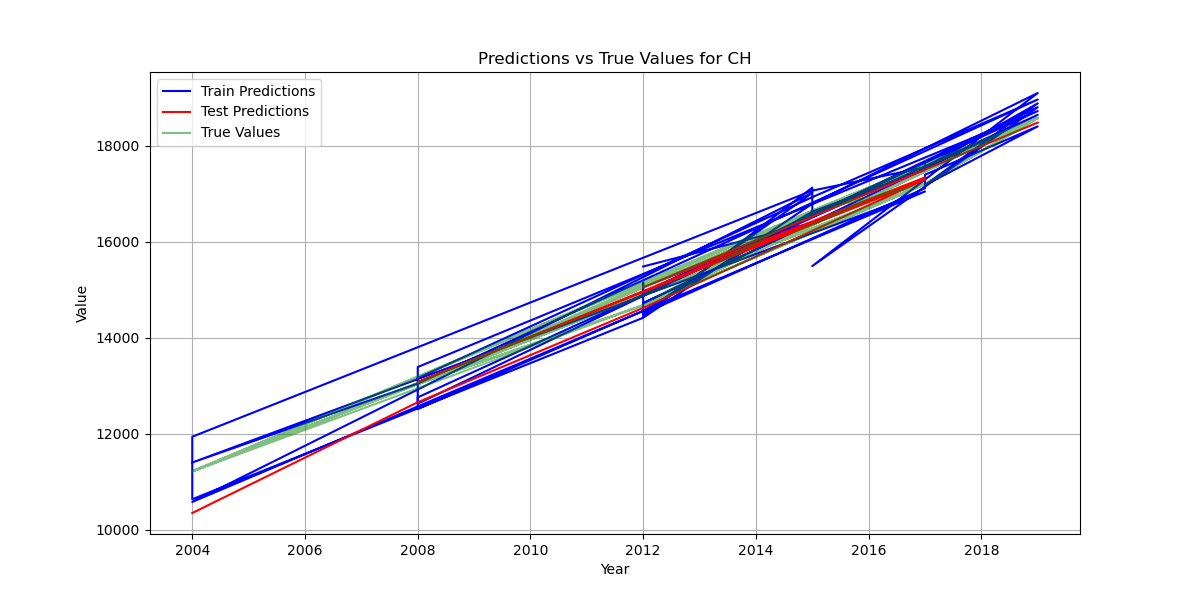 Predictions vs True Values for CH
Train Predictions
Test Predictions
True Values
Value
18000
16000
14000
12000
10000
2004 2006 2008 2010 2012 2014 2016 2018
Year